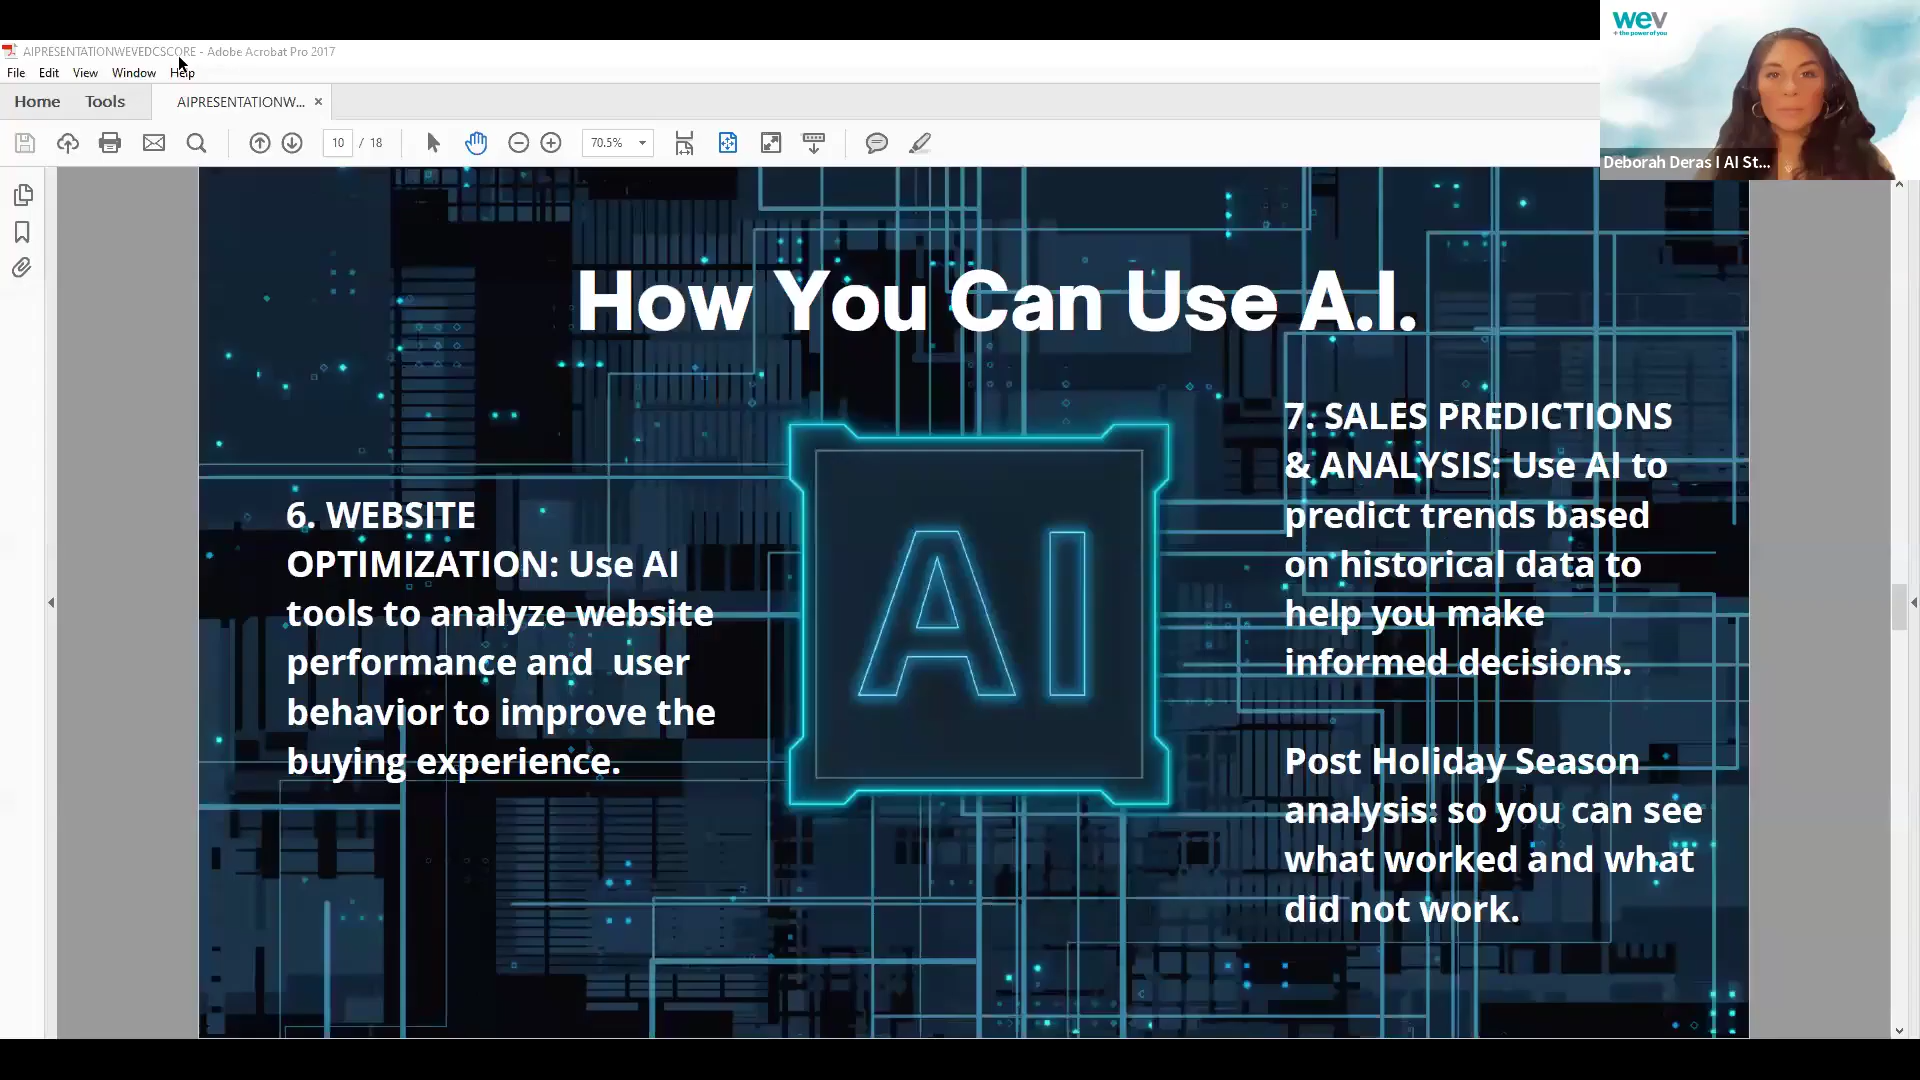 AIPRESENTATIONWEVEDCSCORE - Adobe Acrobat Pro 2017
File Edit View Window Help
Home Tools AIPRESENTATIONW... ×
10 / 18 70.5%
wev
+ the power of you
Deborah Deras I AI St...
How You Can Use A.I.
6. WEBSITE
OPTIMIZATION: Use AI
tools to analyze website
performance and  user
behavior to improve the
buying experience.
AI
7. SALES PREDICTIONS
& ANALYSIS: Use AI to
predict trends based
on historical data to
help you make
informed decisions.
Post Holiday Season
analysis: so you can see
what worked and what
did not work.